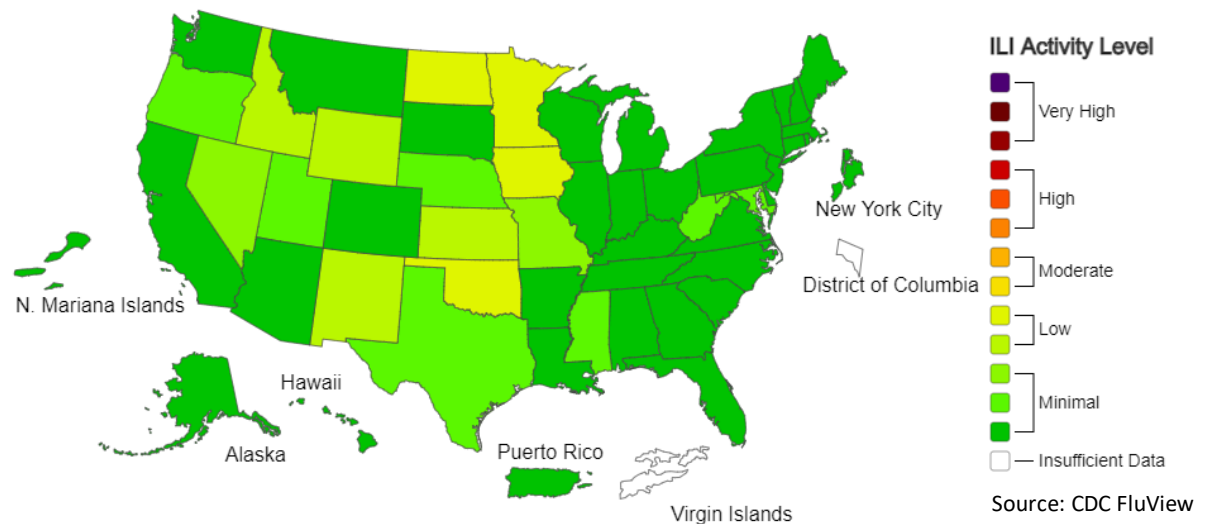 ILI Activity Level
Very High
High
New York City
District of Columbia
Moderate
N. Mariana Islands
Low
Hawaii
Minimal
Alaska
Puerto Rico
Insufficient Data
Virgin Islands
Source: CDC FluView